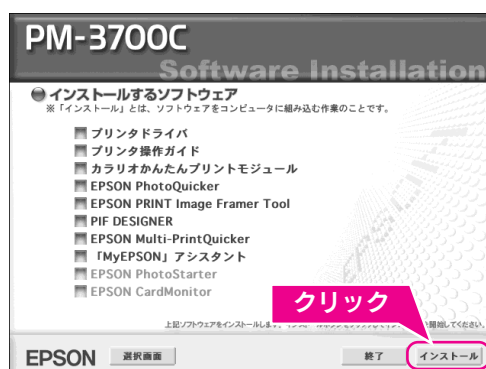 PM-3700C
Software Installation
インストールするソフトウェア
※「インストール」とは、ソフトウェアをコンピュータに組み込む作業のことです。
プリンタドライバ
プリンタ操作ガイド
カラリオかんたんプリントモジュール
EPSON PhotoQuicker
EPSON PRINT Image Framer Tool
PIF DESIGNER
EPSON Multi-PrintQuicker
「MyEPSON」アシスタント
EPSON PhotoStarter
EPSON CardMonitor
クリック
上記ソフトウェアをインストールします。 開始してください。
EPSON 選択画面 終了 インストール